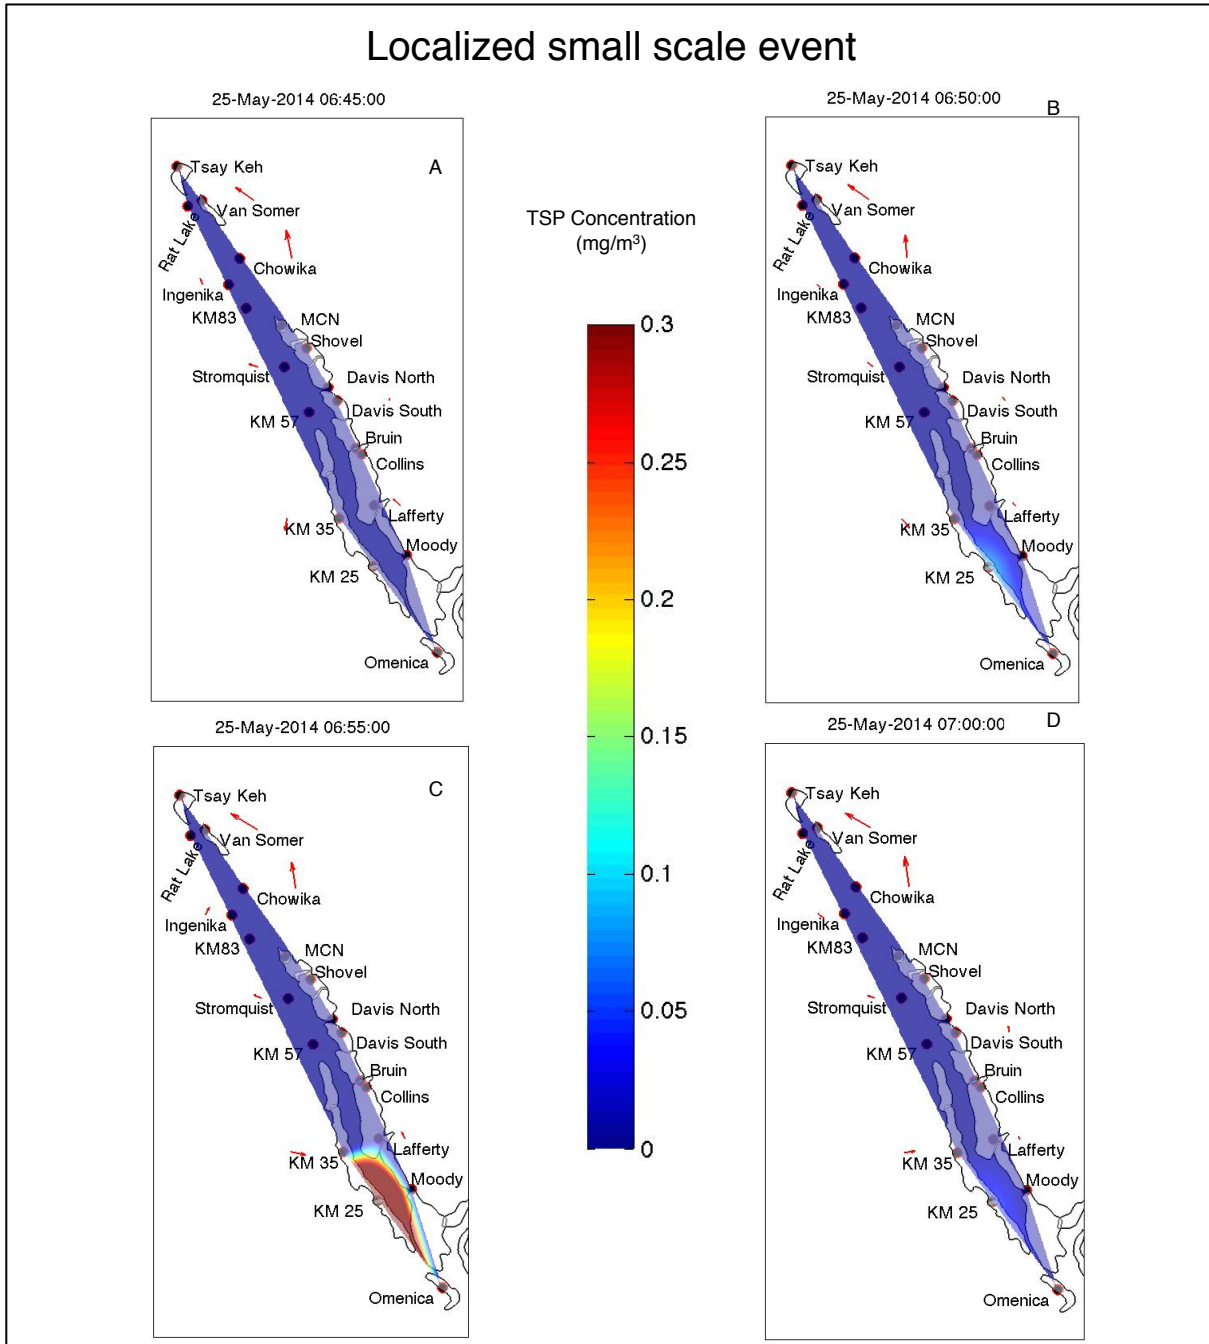 Localized small scale event
25-May-2014 06:45:00
A
Tsay Keh
Van Somer
Rat Lake
Chowika
Ingenika
KM83
MCN
Shovel
Stromquist
Davis North
Davis South
KM 57
Bruin
Collins
Lafferty
KM 35
Moody
KM 25
Omenica
25-May-2014 06:50:00
B
Tsay Keh
Van Somer
Rat Lake
Chowika
Ingenika
KM83
MCN
Shovel
Stromquist
Davis North
Davis South
KM 57
Bruin
Collins
Lafferty
KM 35
Moody
KM 25
Omenica
TSP Concentration
(mg/m³)
0.3
0.25
0.2
0.15
0.1
0.05
0
25-May-2014 06:55:00
C
Tsay Keh
Van Somer
Rat Lake
Chowika
Ingenika
KM83
MCN
Shovel
Stromquist
Davis North
Davis South
KM 57
Bruin
Collins
Lafferty
KM 35
Moody
KM 25
Omenica
25-May-2014 07:00:00
D
Tsay Keh
Van Somer
Rat Lake
Chowika
Ingenika
KM83
MCN
Shovel
Stromquist
Davis North
Davis South
KM 57
Bruin
Collins
Lafferty
KM 35
Moody
KM 25
Omenica